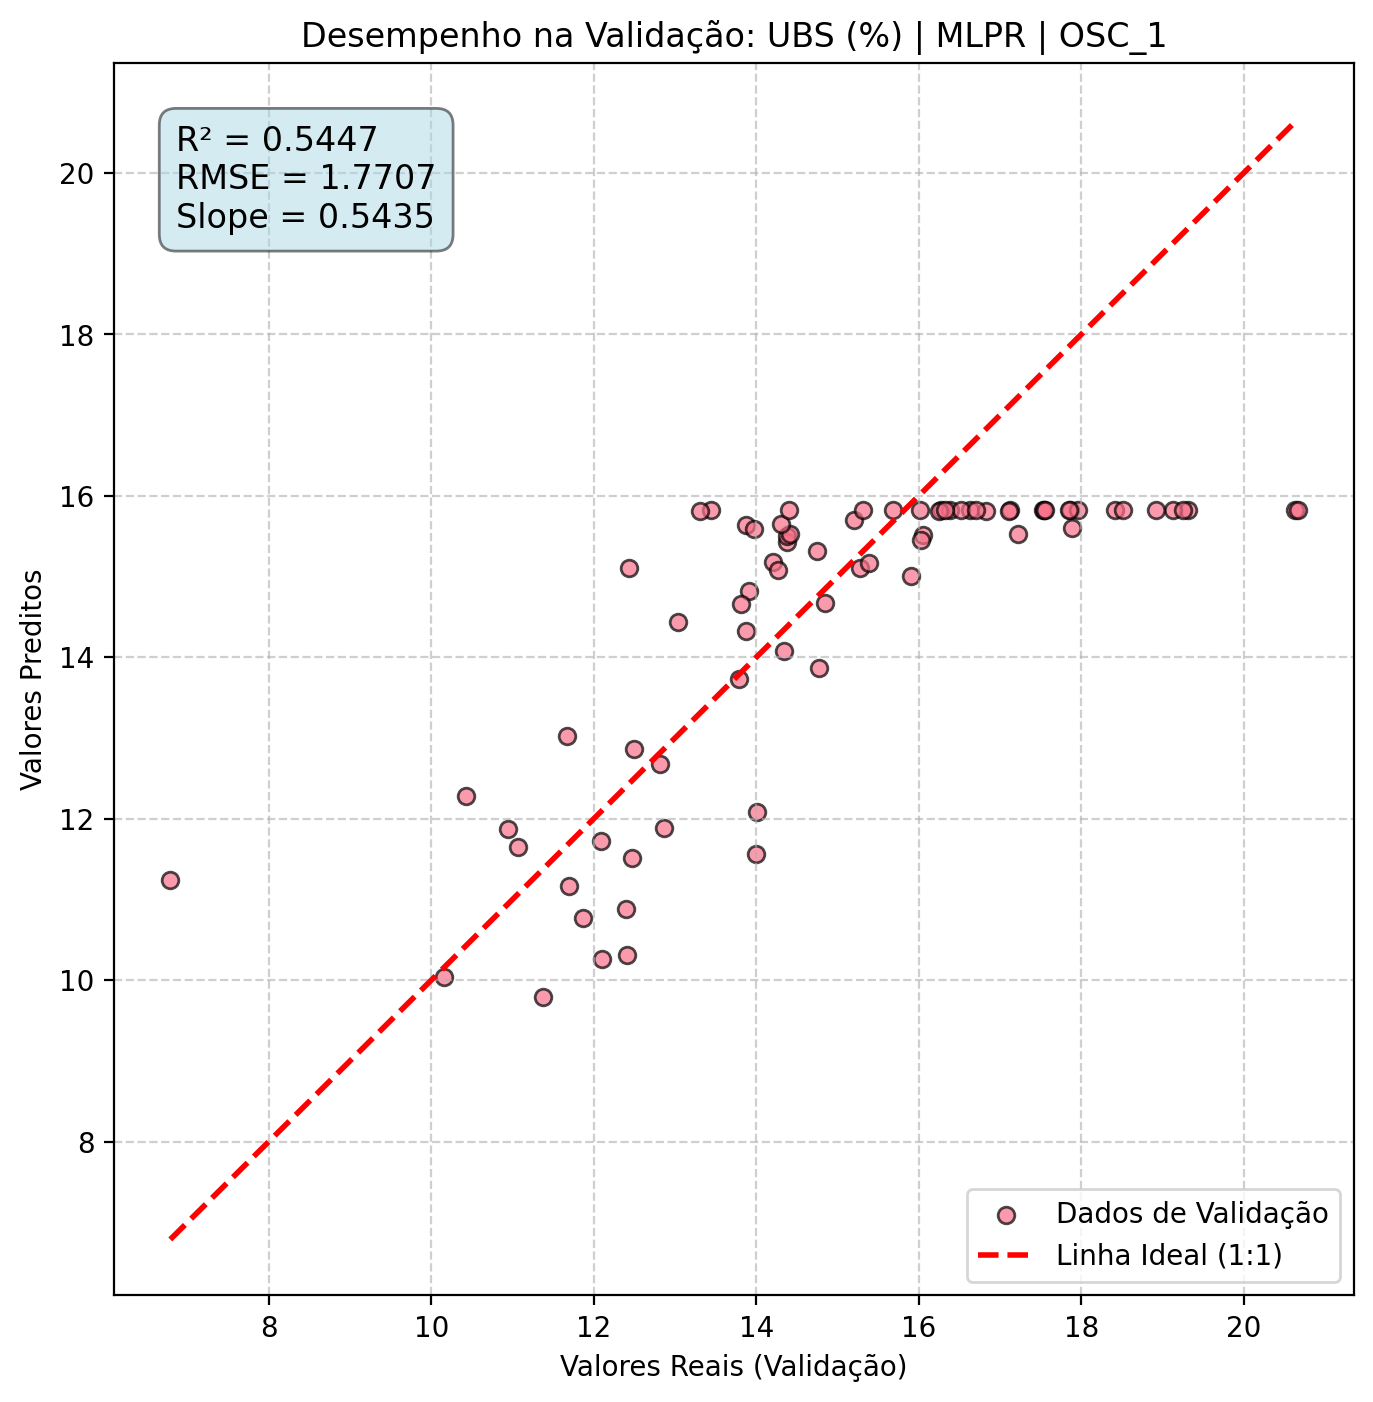 Desempenho na Validação: UBS (%) | MLPR | OSC_1
R² = 0.5447
RMSE = 1.7707
Slope = 0.5435
20
18
16
14
12
10
8
Valores Preditos
Dados de Validação
Linha Ideal (1:1)
8 10 12 14 16 18 20
Valores Reais (Validação)